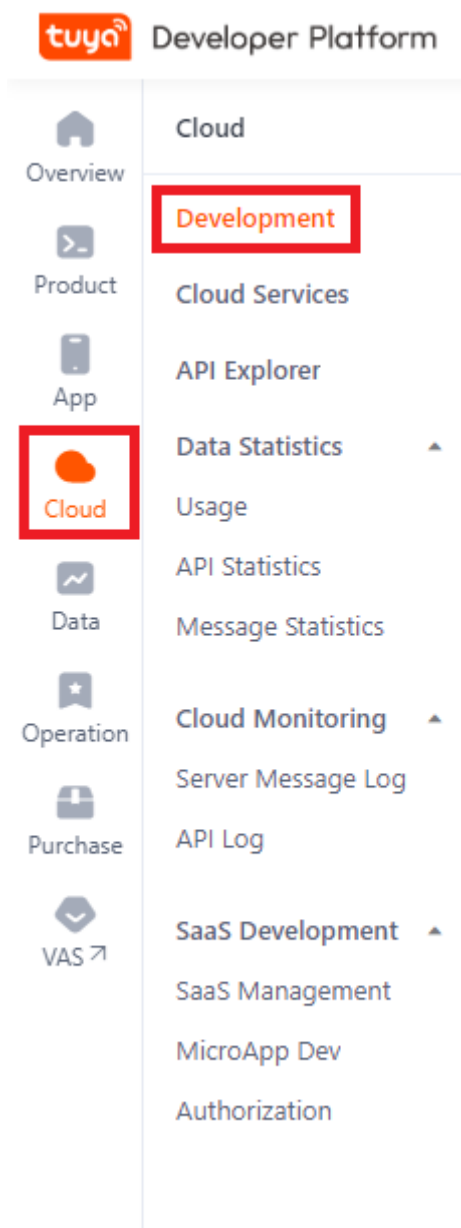 tuya Developer Platform
Overview
Product
App
Cloud
Data
Operation
Purchase
VAS
Cloud
Development
Cloud Services
API Explorer
Data Statistics
Usage
API Statistics
Message Statistics
Cloud Monitoring
Server Message Log
API Log
SaaS Development
SaaS Management
MicroApp Dev
Authorization